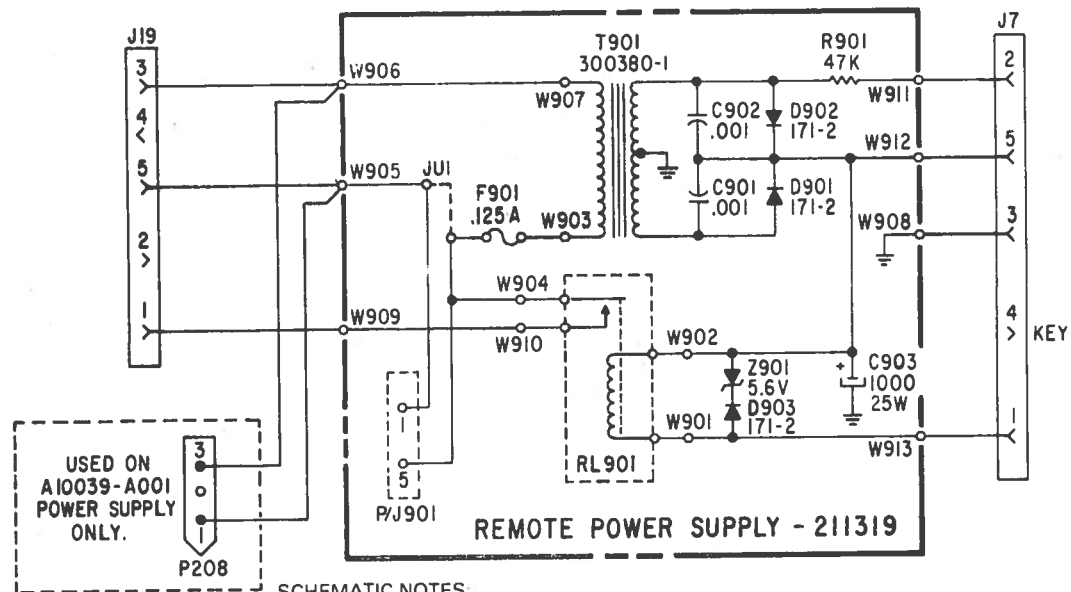 J19
J7
T901
300380-1
R901
47K
3
W906
W907
2
W911
4
C902
.001
D902
171-2
W912
5
5
W905
JU1
F901
.125A
W903
C901
.001
D901
171-2
W908
3
2
W904
1
W909
W910
W902
4
KEY
Z901
5.6V
D903
171-2
+
C903
1000
25W
1
W901
W913
1
5
P/J901
RL901
USED ON
A10039-A001
POWER SUPPLY
ONLY.
3
1
P208
REMOTE POWER SUPPLY - 211319
SCHEMATIC NOTES: